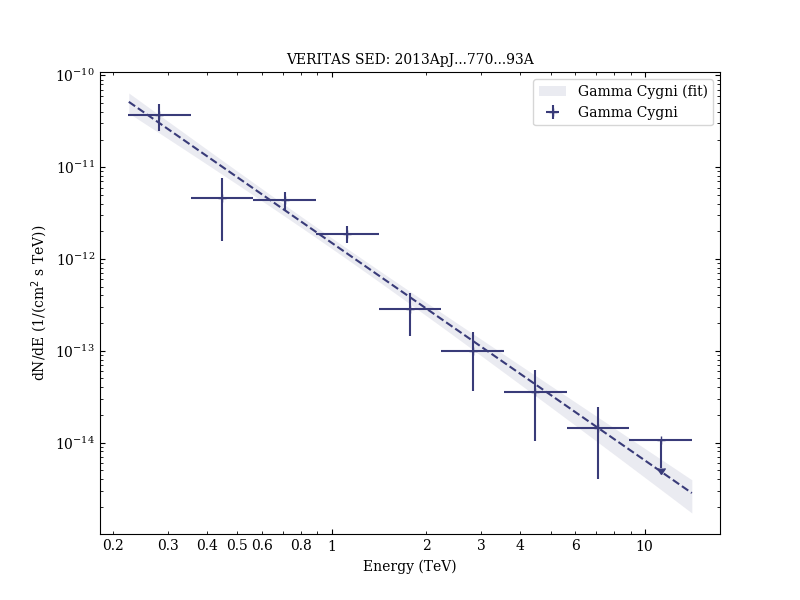 VERITAS SED: 2013ApJ...770...93A
Gamma Cygni (fit)
Gamma Cygni
dN/dE (1/(cm² s TeV))
10⁻¹⁰
10⁻¹¹
10⁻¹²
10⁻¹³
10⁻¹⁴
0.2 0.3 0.4 0.5 0.6 0.8 1 2 3 4 6 10
Energy (TeV)